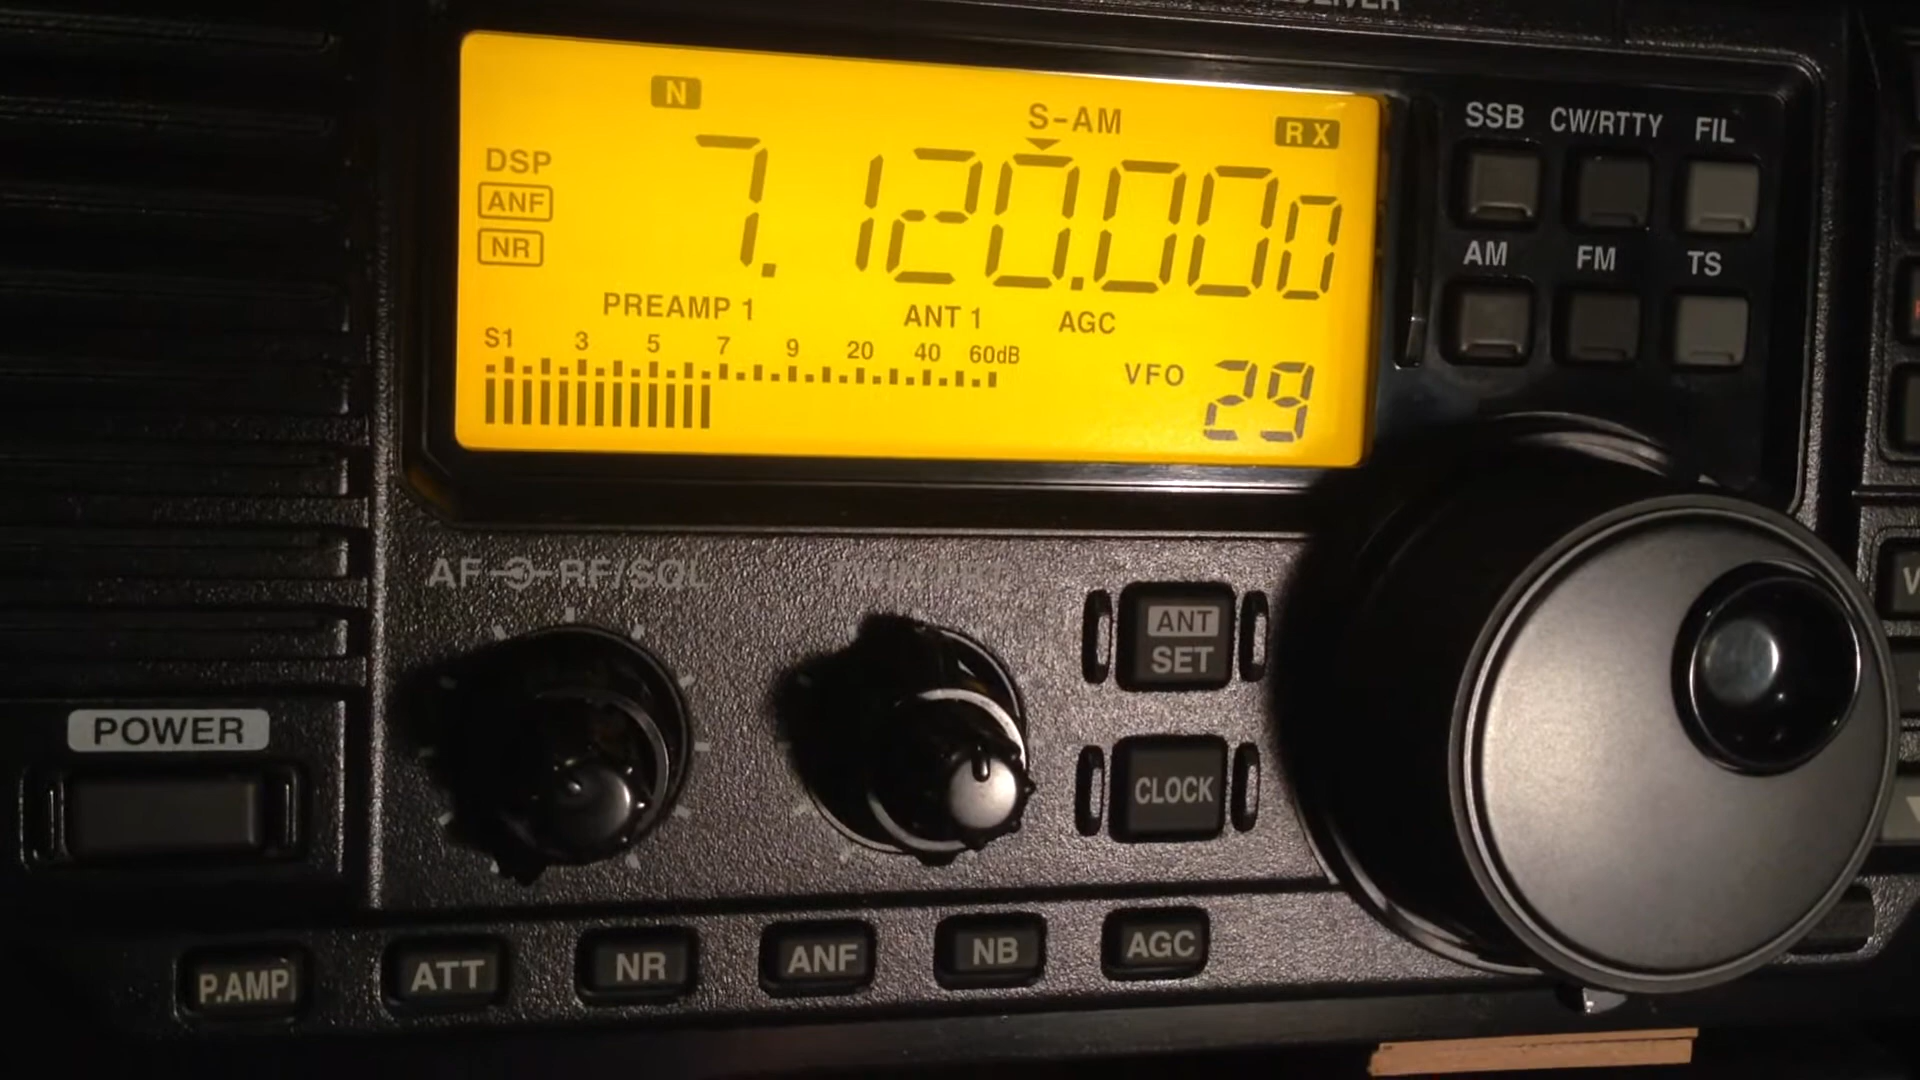 N
S-AM
RX
DSP
ANF
NR
7.120.000
PREAMP 1
ANT 1
AGC
S1 3 5 7 9 20 40 60dB
VFO 29
SSB CW/RTTY FIL
AM FM TS
AF RF/SQL
TWIN PBT
ANT
SET
CLOCK
POWER
P.AMP ATT NR ANF NB AGC